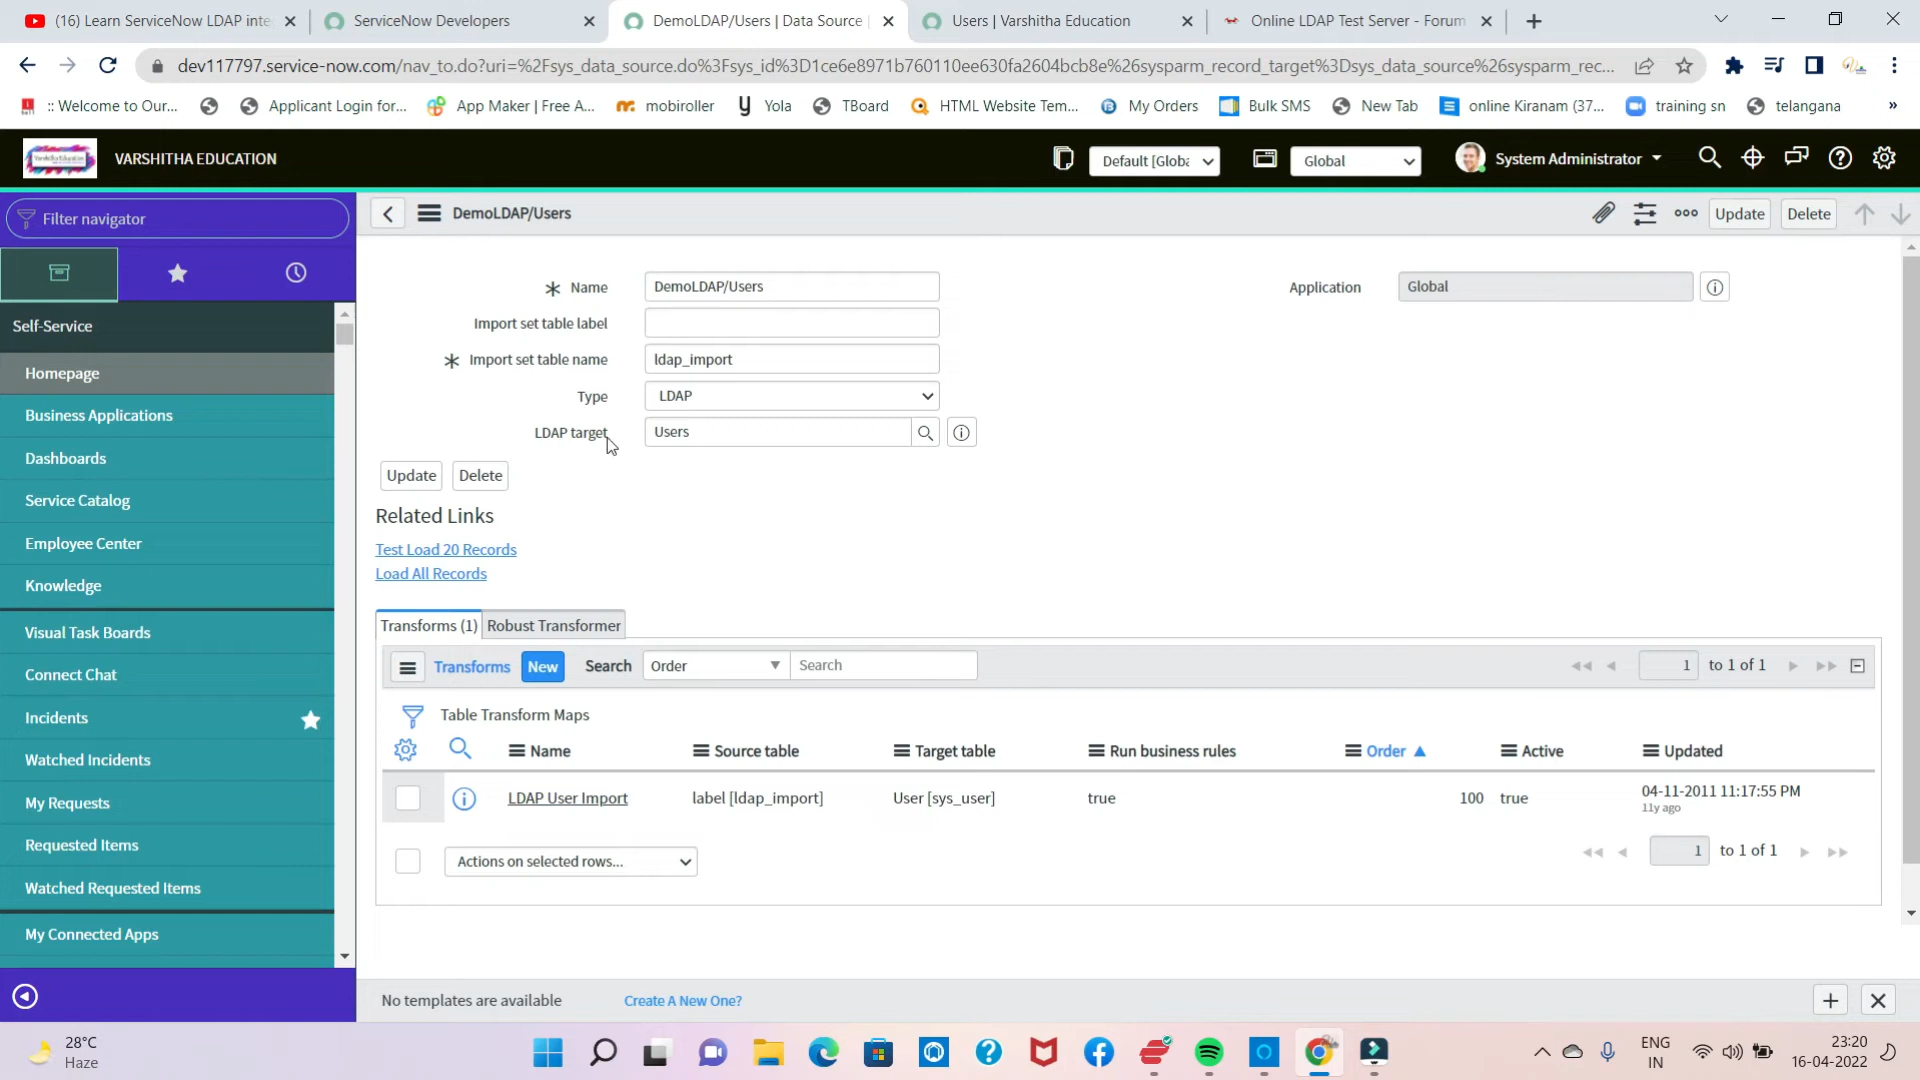 (16) Learn ServiceNow LDAP inte
ServiceNow Developers
DemoLDAP/Users | Data Source |
Users | Varshitha Education
Online LDAP Test Server - Forum
dev117797.service-now.com/nav_to.do?uri=%2Fsys_data_source.do%3Fsys_id%3D1ce6e8971b760110ee630fa2604bcb8e%26sysparm_record_target%3Dsys_data_source%26sysparm_rec...
:: Welcome to Our...
Applicant Login for...
App Maker | Free A...
mobiroller
Yola
TBoard
HTML Website Tem...
My Orders
Bulk SMS
New Tab
online Kiranam (37...
training sn
telangana
»
VARSHITHA EDUCATION
Default [Globa
Global
System Administrator
Filter navigator
DemoLDAP/Users
Update
Delete
Self-Service
Homepage
Business Applications
Dashboards
Service Catalog
Employee Center
Knowledge
Visual Task Boards
Connect Chat
Incidents
Watched Incidents
My Requests
Requested Items
Watched Requested Items
My Connected Apps
Name
DemoLDAP/Users
Application
Global
Import set table label
Import set table name
ldap_import
Type
LDAP
LDAP target
Users
Update
Delete
Related Links
Test Load 20 Records
Load All Records
Transforms (1)
Robust Transformer
Transforms
New
Search
Order
Search
1 to 1 of 1
Table Transform Maps
Name
Source table
Target table
Run business rules
Order
Active
Updated
LDAP User Import
label [ldap_import]
User [sys_user]
true
100
true
04-11-2011 11:17:55 PM
11y ago
Actions on selected rows...
1 to 1 of 1
No templates are available
Create A New One?
28°C
Haze
ENG
IN
23:20
16-04-2022